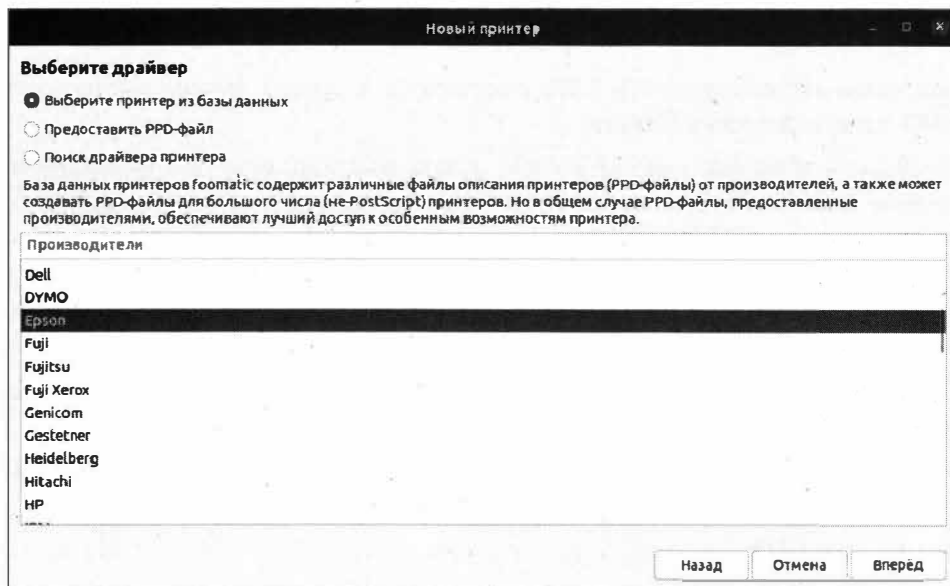 Новый принтер
Выберите драйвер
Выберите принтер из базы данных
Предоставить PPD-файл
Поиск драйвера принтера
База данных принтеров foomatic содержит различные файлы описания принтеров (PPD-файлы) от производителей, а также может
создавать PPD-файлы для большого числа (не-PostScript) принтеров. Но в общем случае PPD-файлы, предоставленные
производителями, обеспечивают лучший доступ к особенным возможностям принтера.
Производители
Dell
DYMO
Epson
Fuji
Fujitsu
Fuji Xerox
Genicom
Gestetner
Heidelberg
Hitachi
HP
Назад Отмена Вперёд